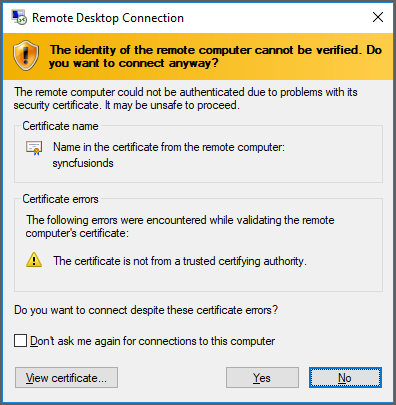 Remote Desktop Connection
The identity of the remote computer cannot be verified. Do
you want to connect anyway?
The remote computer could not be authenticated due to problems with its
security certificate. It may be unsafe to proceed.
Certificate name
Name in the certificate from the remote computer:
syncfusionds
Certificate errors
The following errors were encountered while validating the remote
computer's certificate:
The certificate is not from a trusted certifying authority.
Do you want to connect despite these certificate errors?
Don't ask me again for connections to this computer
View certificate...
Yes
No